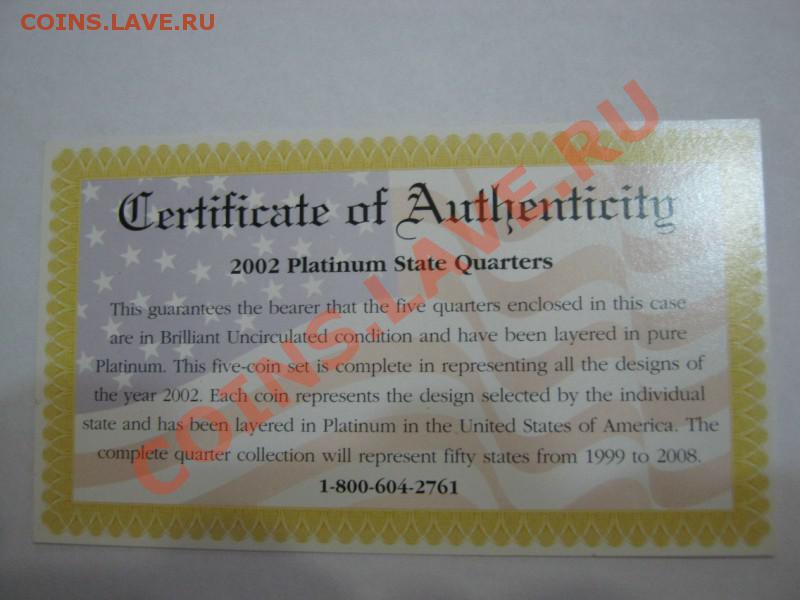 COINS.LAVE.RU
Certificate of Authenticity
2002 Platinum State Quarters
This guarantees the bearer that the five quarters enclosed in this case
are in Brilliant Uncirculated condition and have been layered in pure
Platinum. This five-coin set is complete in representing all the designs of
the year 2002. Each coin represents the design selected by the individual
state and has been layered in Platinum in the United States of America. The
complete quarter collection will represent fifty states from 1999 to 2008.
1-800-604-2761
COINS.LAVE.RU